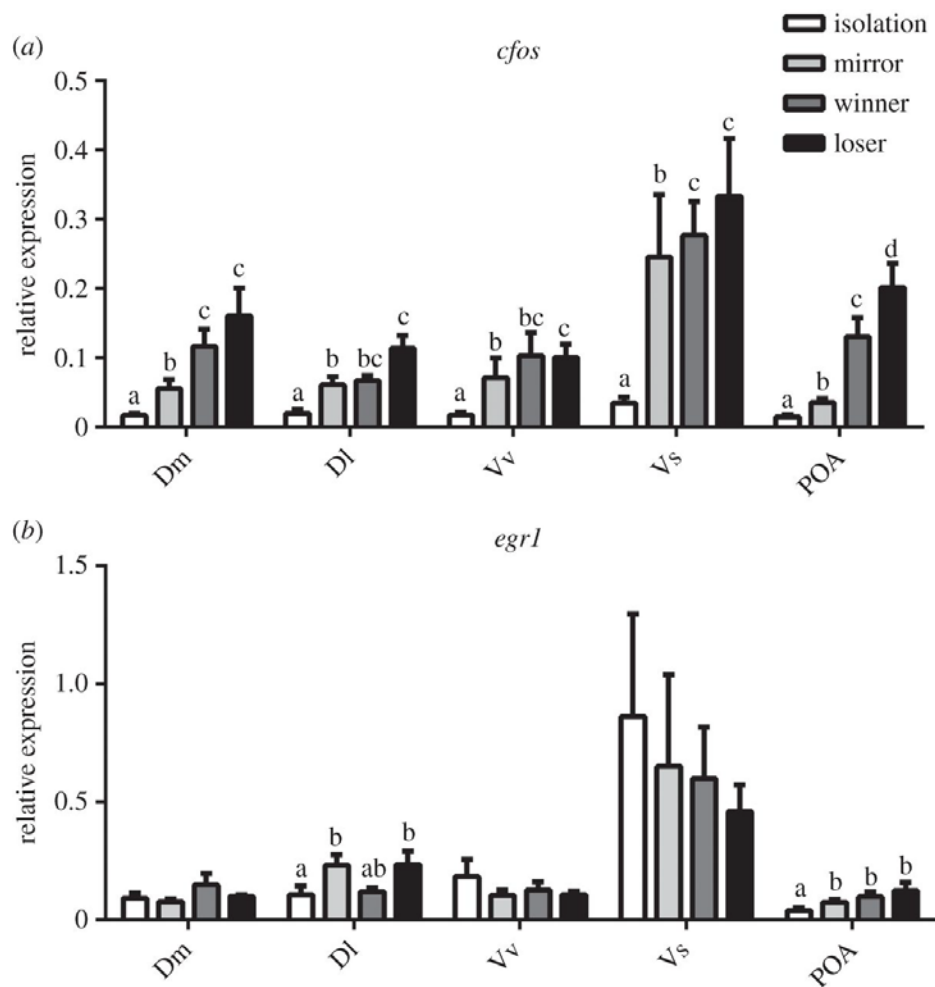 isolation
mirror
winner
loser
(a)
cfos
relative expression
0.5
0.4
0.3
0.2
0.1
0
a
b
c
c
a
b
bc
c
a
b
bc
c
a
b
c
c
a
b
c
d
Dm
Dl
Vv
Vs
POA
(b)
egr1
relative expression
1.5
1.0
0.5
0
a
b
ab
b
a
b
b
b
Dm
Dl
Vv
Vs
POA